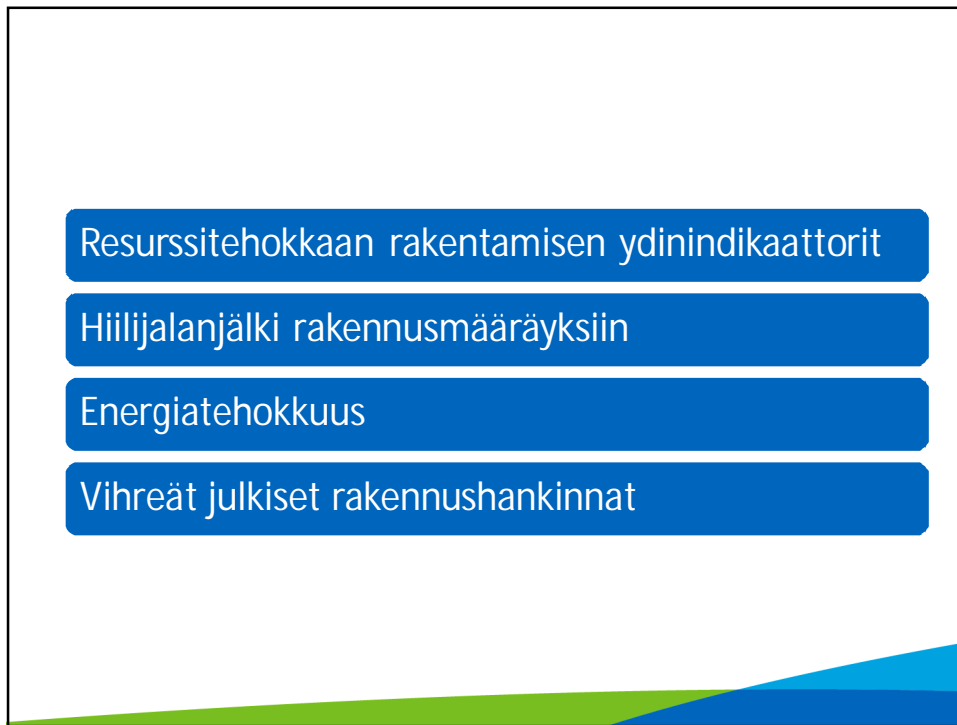 Resurssitehokkaan rakentamisen ydinindikaattorit
Hiilijalanjälki rakennusmääräyksiin
Energiatehokkuus
Vihreät julkiset rakennushankinnat